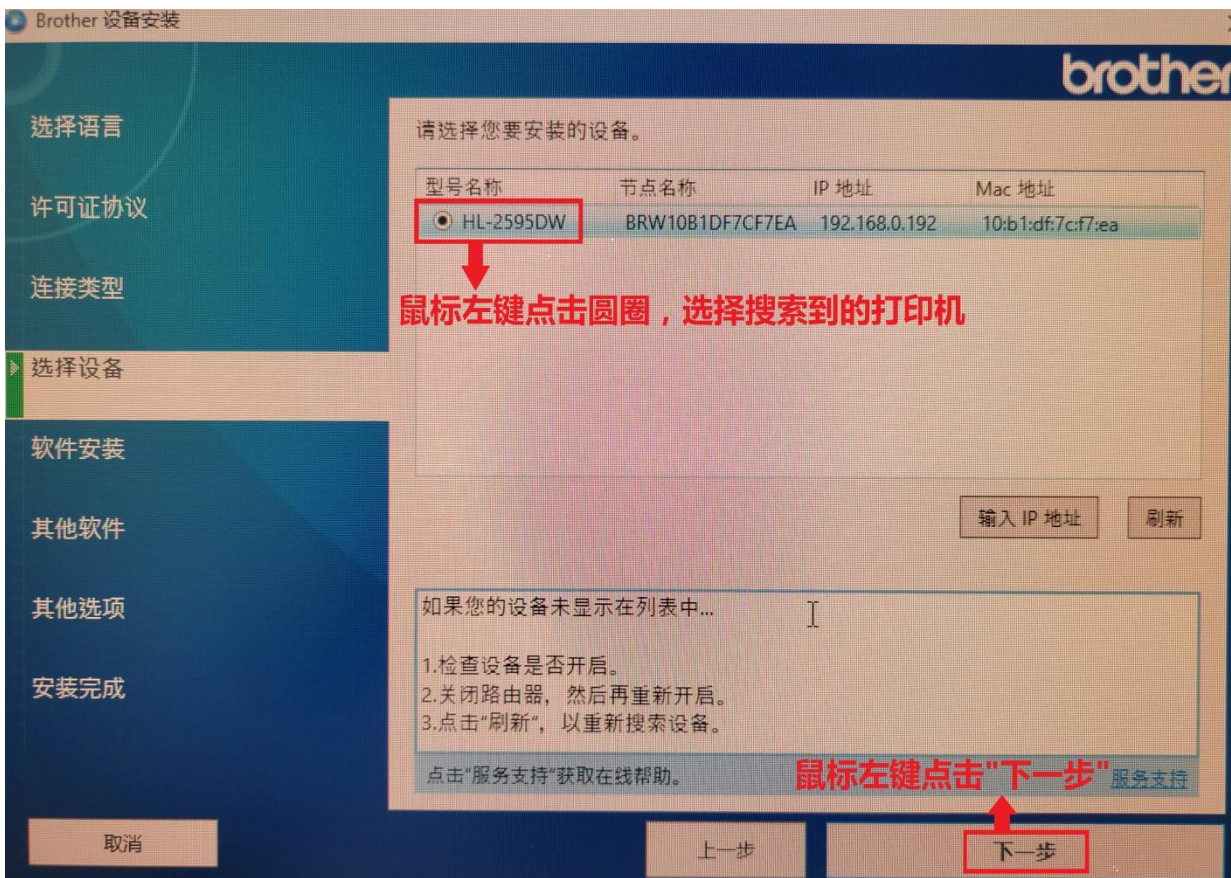 Brother 设备安装
brother
选择语言
许可证协议
连接类型
选择设备
软件安装
其他软件
其他选项
安装完成
请选择您要安装的设备。
型号名称 节点名称 IP 地址 Mac 地址
HL-2595DW BRW10B1DF7CF7EA 192.168.0.192 10:b1:df:7c:f7:ea
鼠标左键点击圆圈，选择搜索到的打印机
输入 IP 地址 刷新
如果您的设备未显示在列表中...
1.检查设备是否开启。
2.关闭路由器，然后再重新开启。
3.点击“刷新”，以重新搜索设备。
点击“服务支持”获取在线帮助。
鼠标左键点击"下一步"
服务支持
取消 上一步 下一步